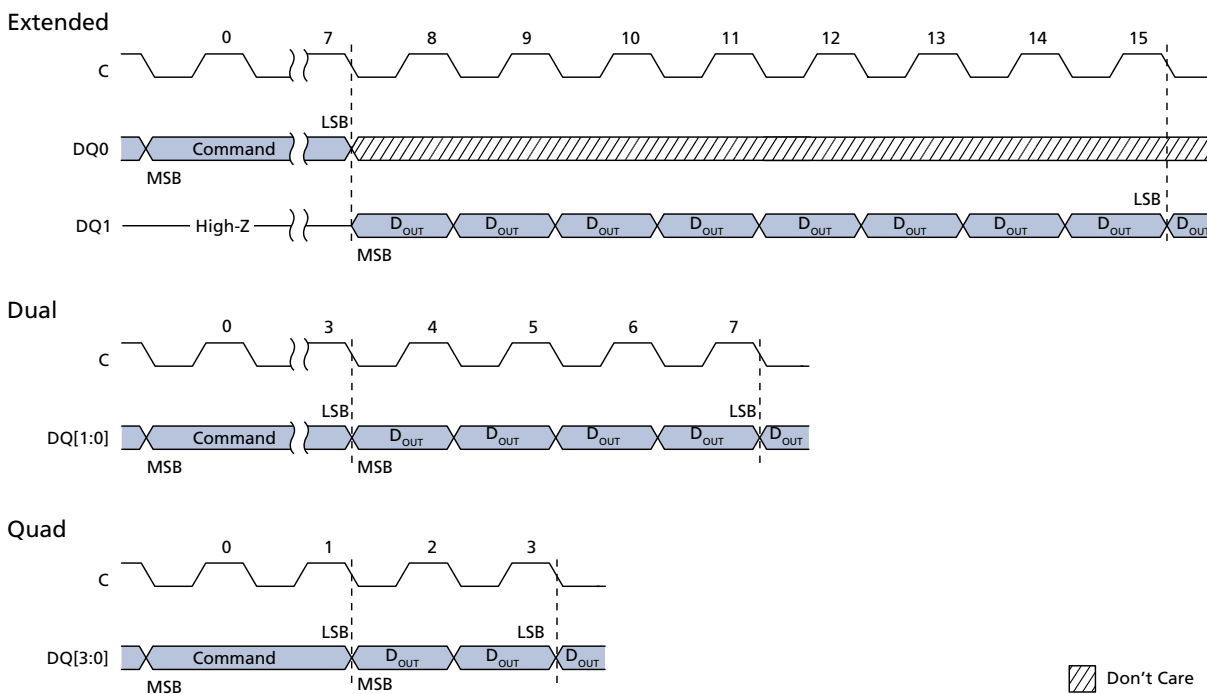 Extended
0 7 8 9 10 11 12 13 14 15
C
LSB
DQ0 Command
MSB
LSB
DQ1 High-Z DOUT DOUT DOUT DOUT DOUT DOUT DOUT DOUT DOUT
MSB
Dual
0 3 4 5 6 7
C
LSB LSB
DQ[1:0] Command DOUT DOUT DOUT DOUT DOUT
MSB MSB
Quad
0 1 2 3
C
LSB LSB
DQ[3:0] Command DOUT DOUT DOUT
MSB MSB
Don't Care